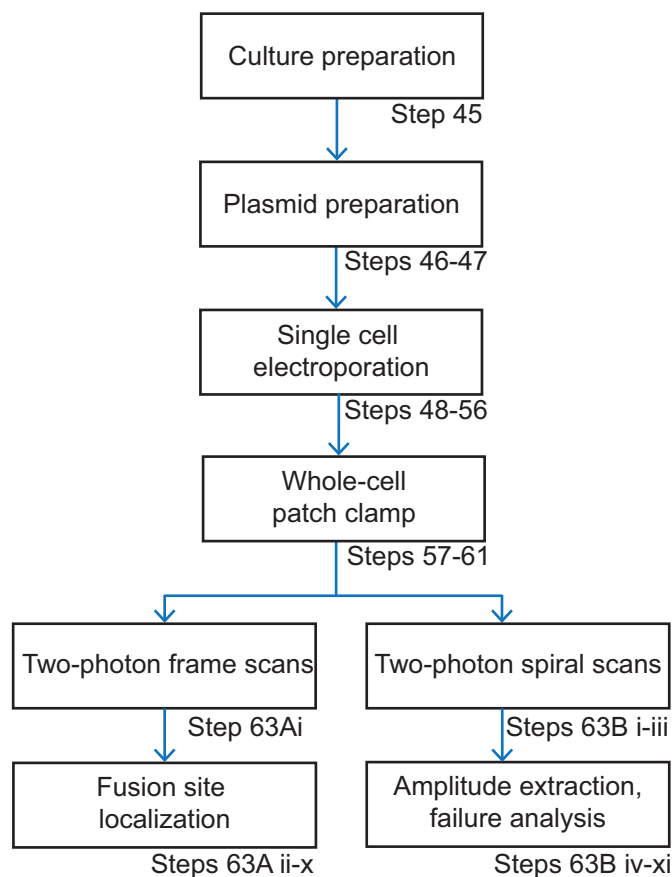 Culture preparation
Step 45
Plasmid preparation
Steps 46-47
Single cell
electroporation
Steps 48-56
Whole-cell
patch clamp
Steps 57-61
Two-photon frame scans
Step 63Ai
Fusion site
localization
Steps 63A ii-x
Two-photon spiral scans
Steps 63B i-iii
Amplitude extraction,
failure analysis
Steps 63B iv-xi